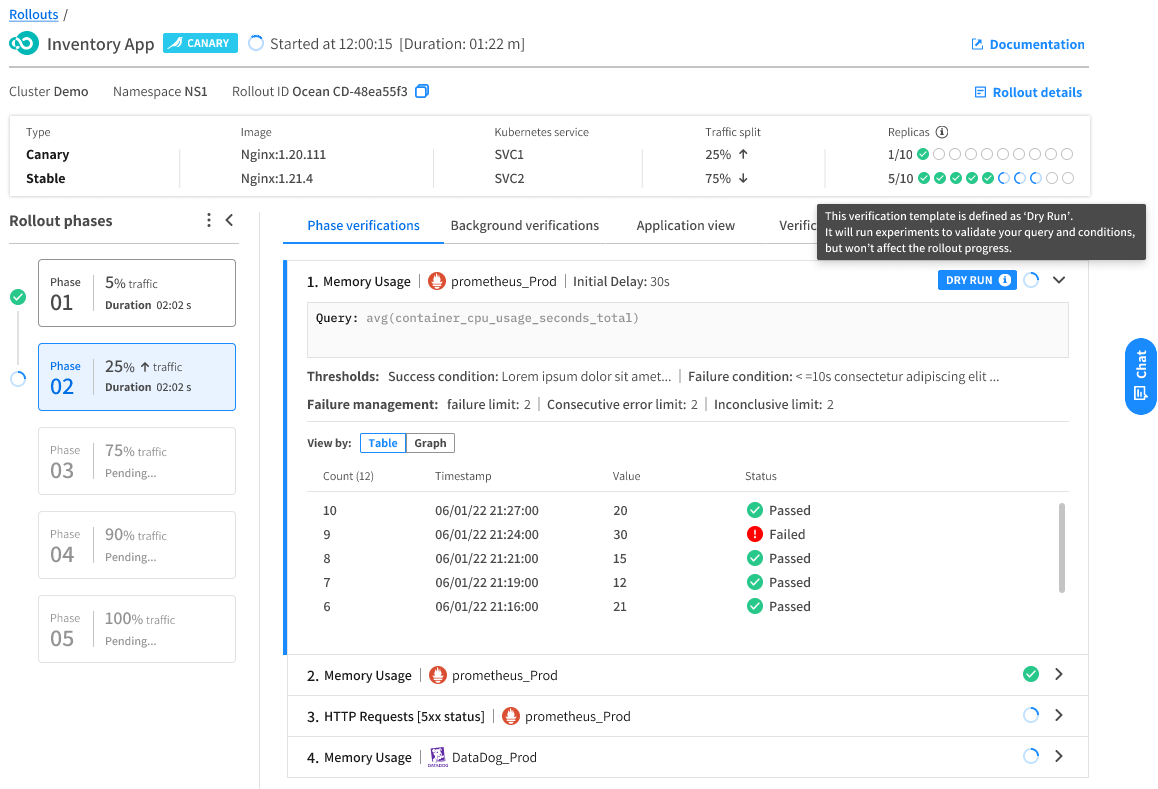 Rollouts /
Inventory App CANARY Started at 12:00:15 [Duration: 01:22 m] Documentation
Cluster Demo Namespace NS1 Rollout ID Ocean CD-48ea55f3 Rollout details
Type Image Kubernetes service Traffic split Replicas
Canary Nginx:1.20.111 SVC1 25% ↑ 1/10
Stable Nginx:1.21.4 SVC2 75% ↓ 5/10
Rollout phases
Phase 01 5% traffic
Duration 02:02 s
Phase 02 25% ↑ traffic
Duration 02:02 s
Phase 03 75% traffic
Pending...
Phase 04 90% traffic
Pending...
Phase 05 100% traffic
Pending...
Phase verifications Background verifications Application view Verific
This verification template is defined as ‘Dry Run’.
It will run experiments to validate your query and conditions,
but won’t affect the rollout progress.
1. Memory Usage | prometheus_Prod | Initial Delay: 30s DRY RUN
Query: avg(container_cpu_usage_seconds_total)
Thresholds: Success condition: Lorem ipsum dolor sit amet... | Failure condition: < =10s consectetur adipiscing elit ...
Failure management: failure limit: 2 | Consecutive error limit: 2 | Inconclusive limit: 2
View by: Table Graph
Count (12) Timestamp Value Status
10 06/01/22 21:27:00 20 Passed
9 06/01/22 21:24:00 30 Failed
8 06/01/22 21:21:00 15 Passed
7 06/01/22 21:19:00 12 Passed
6 06/01/22 21:16:00 21 Passed
2. Memory Usage | prometheus_Prod
3. HTTP Requests [5xx status] | prometheus_Prod
4. Memory Usage | DATADOG DataDog_Prod
Chat